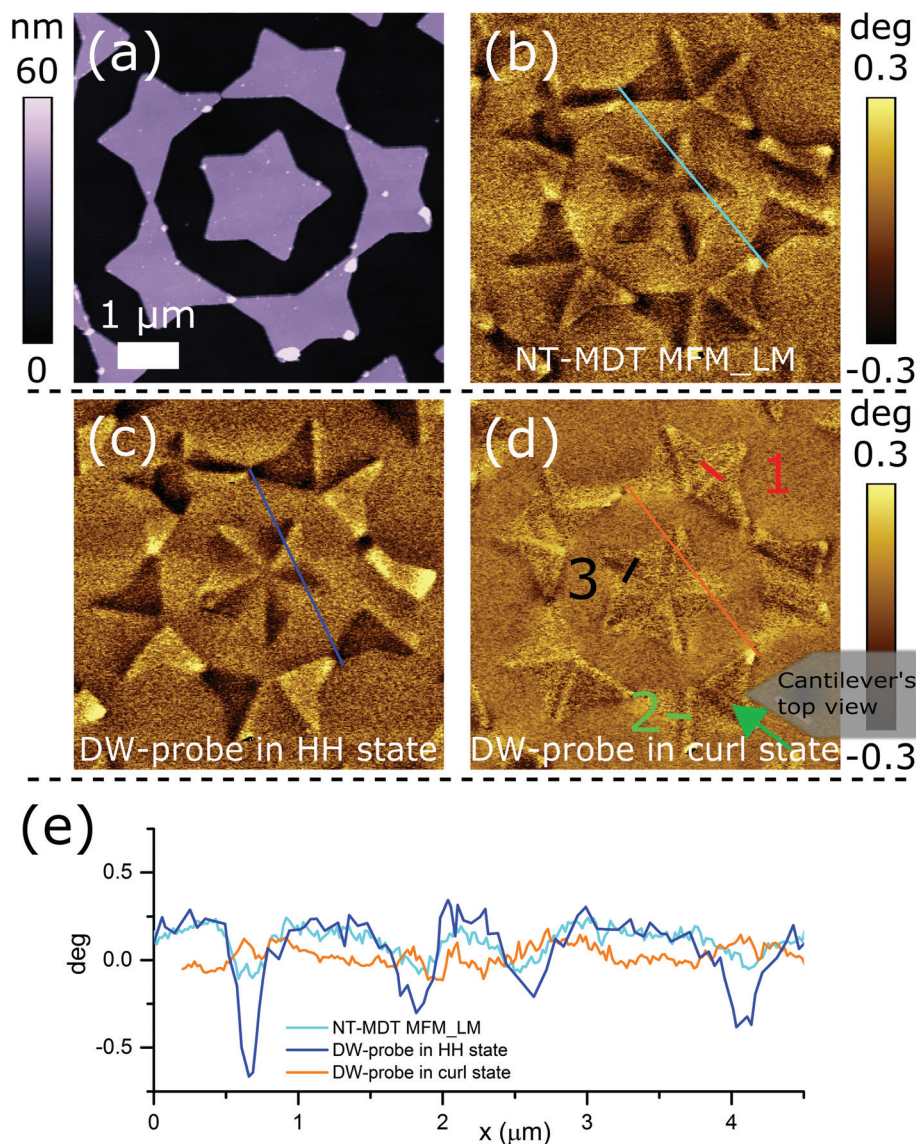 nm
60
0
(a)
1 μm
(b)
NT-MDT MFM_LM
deg
0.3
-0.3
(c)
DW-probe in HH state
(d)
1
3
2
Cantilever's
top view
DW-probe in curl state
deg
0.3
-0.3
(e)
0.5
0.0
-0.5
deg
NT-MDT MFM_LM
DW-probe in HH state
DW-probe in curl state
0 1 2 3 4
x (μm)